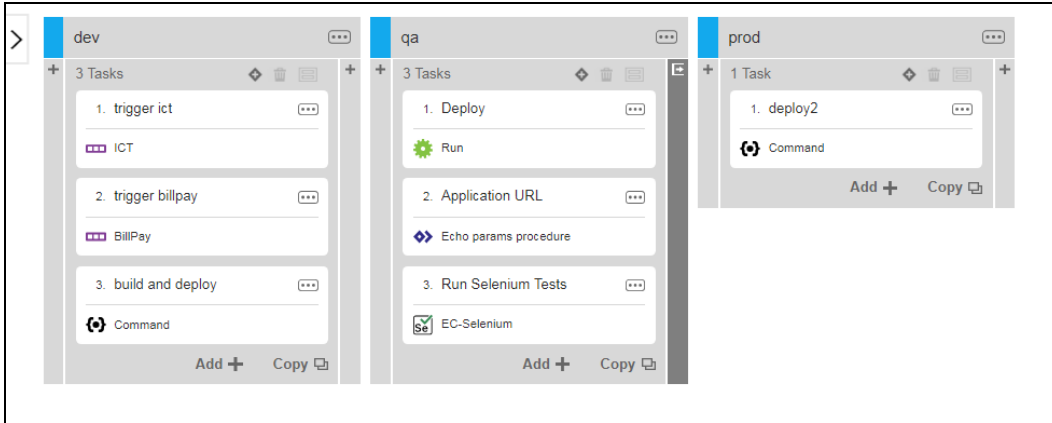 dev
3 Tasks
1. trigger ict
ICT
2. trigger billpay
BillPay
3. build and deploy
Command
Add
Copy
qa
3 Tasks
1. Deploy
Run
2. Application URL
Echo params procedure
3. Run Selenium Tests
Se EC-Selenium
Add
Copy
prod
1 Task
1. deploy2
Command
Add
Copy